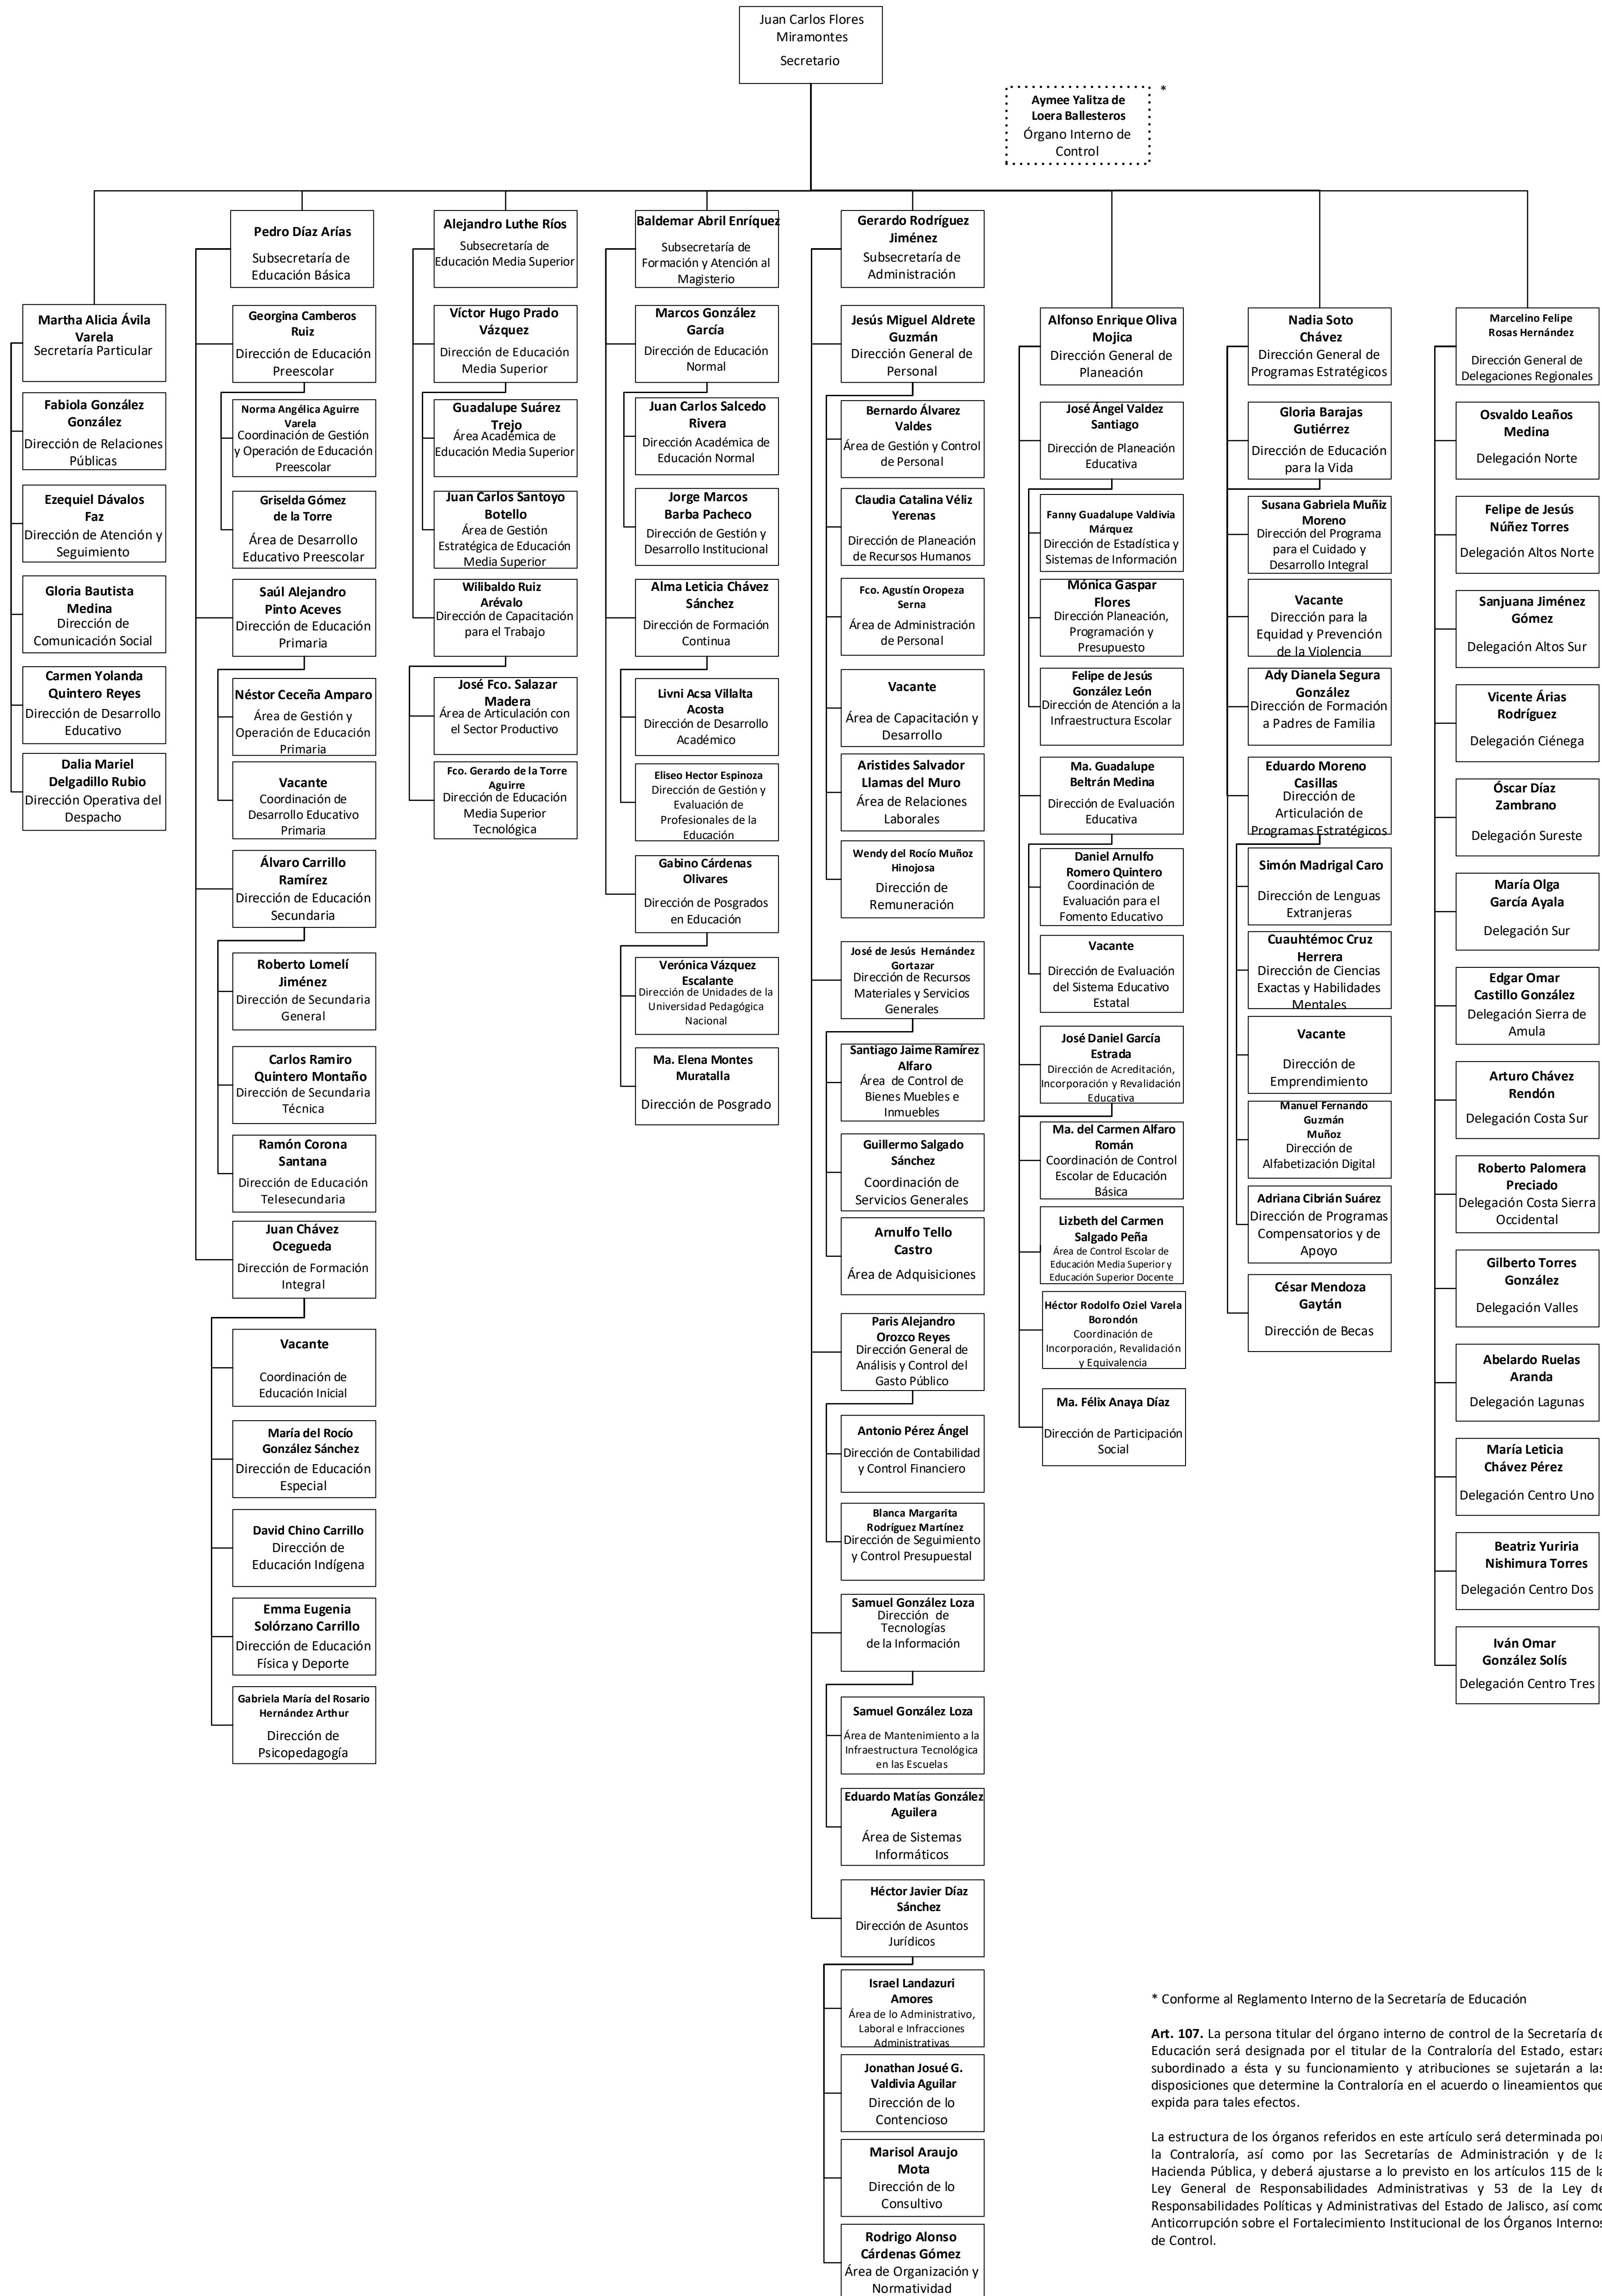 Juan Carlos Flores
Miramontes
Secretario
Aymee Yalitza de
Loera Ballesteros
Órgano Interno de
Control
*
Martha Alicia Ávila
Varela
Secretaría Particular
Fabiola González
González
Dirección de Relaciones
Públicas
Ezequiel Dávalos
Faz
Dirección de Atención y
Seguimiento
Gloria Bautista
Medina
Dirección de
Comunicación Social
Carmen Yolanda
Quintero Reyes
Dirección de Desarrollo
Educativo
Dalia Mariel
Delgadillo Rubio
Dirección Operativa del
Despacho
Pedro Díaz Arías
Subsecretaría de
Educación Básica
Georgina Camberos
Ruiz
Dirección de Educación
Preescolar
Norma Angélica Aguirre
Varela
Coordinación de Gestión
y Operación de Educación
Preescolar
Griselda Gómez
de la Torre
Área de Desarrollo
Educativo Preescolar
Saúl Alejandro
Pinto Aceves
Dirección de Educación
Primaria
Néstor Ceceña Amparo
Área de Gestión y
Operación de Educación
Primaria
Vacante
Coordinación de
Desarrollo Educativo
Primaria
Álvaro Carrillo
Ramírez
Dirección de Educación
Secundaria
Roberto Lomelí
Jiménez
Dirección de Secundaria
General
Carlos Ramiro
Quintero Montaño
Dirección de Secundaria
Técnica
Ramón Corona
Santana
Dirección de Educación
Telesecundaria
Juan Chávez
Ocegueda
Dirección de Formación
Integral
Vacante
Coordinación de
Educación Inicial
María del Rocío
González Sánchez
Dirección de Educación
Especial
David Chino Carrillo
Dirección de
Educación Indígena
Emma Eugenia
Solórzano Carrillo
Dirección de Educación
Física y Deporte
Gabriela María del Rosario
Hernández Arthur
Dirección de
Psicopedagogía
Alejandro Luthe Ríos
Subsecretaría de
Educación Media Superior
Víctor Hugo Prado
Vázquez
Dirección de Educación
Media Superior
Guadalupe Suárez
Trejo
Área Académica de
Educación Media Superior
Juan Carlos Santoyo
Botello
Área de Gestión
Estratégica de Educación
Media Superior
Wilibaldo Ruiz
Arévalo
Dirección de Capacitación
para el Trabajo
José Fco. Salazar
Madera
Área de Articulación con
el Sector Productivo
Fco. Gerardo de la Torre
Aguirre
Dirección de Educación
Media Superior
Tecnológica
Baldemar Abril Enríquez
Subsecretaría de
Formación y Atención al
Magisterio
Marcos González
García
Dirección de Educación
Normal
Juan Carlos Salcedo
Rivera
Dirección Académica de
Educación Normal
Jorge Marcos
Barba Pacheco
Dirección de Gestión y
Desarrollo Institucional
Alma Leticia Chávez
Sánchez
Dirección de Formación
Continua
Livni Acsa Villalta
Acosta
Dirección de Desarrollo
Académico
Eliseo Hector Espinoza
Dirección de Gestión y
Evaluación de
Profesionales de la
Educación
Gabino Cárdenas
Olivares
Dirección de Posgrados
en Educación
Verónica Vázquez
Escalante
Dirección de Unidades de la
Universidad Pedagógica
Nacional
Ma. Elena Montes
Muratalla
Dirección de Posgrado
Gerardo Rodríguez
Jiménez
Subsecretaría de
Administración
Jesús Miguel Aldrete
Guzmán
Dirección General de
Personal
Bernardo Álvarez
Valdes
Área de Gestión y Control
de Personal
Claudia Catalina Véliz
Yerenas
Dirección de Planeación
de Recursos Humanos
Fco. Agustín Oropeza
Serna
Área de Administración
de Personal
Vacante
Área de Capacitación y
Desarrollo
Aristides Salvador
Llamas del Muro
Área de Relaciones
Laborales
Wendy del Rocío Muñoz
Hinojosa
Dirección de
Remuneración
José de Jesús Hernández
Gortazar
Dirección de Recursos
Materiales y Servicios
Generales
Santiago Jaime Ramírez
Alfaro
Área de Control de
Bienes Muebles e
Inmuebles
Guillermo Salgado
Sánchez
Coordinación de
Servicios Generales
Arnulfo Tello
Castro
Área de Adquisiciones
Paris Alejandro
Orozco Reyes
Dirección General de
Análisis y Control del
Gasto Público
Antonio Pérez Ángel
Dirección de Contabilidad
y Control Financiero
Blanca Margarita
Rodríguez Martínez
Dirección de Seguimiento
y Control Presupuestal
Samuel González Loza
Dirección de
Tecnologías
de la Información
Samuel González Loza
Área de Mantenimiento a la
Infraestructura Tecnológica
en las Escuelas
Eduardo Matías González
Aguilera
Área de Sistemas
Informáticos
Héctor Javier Díaz
Sánchez
Dirección de Asuntos
Jurídicos
Israel Landazuri
Amores
Área de lo Administrativo,
Laboral e Infracciones
Administrativas
Jonathan Josué G.
Valdivia Aguilar
Dirección de lo
Contencioso
Marisol Araujo
Mota
Dirección de lo
Consultivo
Rodrigo Alonso
Cárdenas Gómez
Área de Organización y
Normatividad
Alfonso Enrique Oliva
Mojica
Dirección General de
Planeación
José Ángel Valdez
Santiago
Dirección de Planeación
Educativa
Fanny Guadalupe Valdivia
Márquez
Dirección de Estadística y
Sistemas de Información
Mónica Gaspar
Flores
Dirección Planeación,
Programación y
Presupuesto
Felipe de Jesús
González León
Dirección de Atención a la
Infraestructura Escolar
Ma. Guadalupe
Beltrán Medina
Dirección de Evaluación
Educativa
Daniel Arnulfo
Romero Quintero
Coordinación de
Evaluación para el
Fomento Educativo
Vacante
Dirección de Evaluación
del Sistema Educativo
Estatal
José Daniel García
Estrada
Dirección de Acreditación,
Incorporación y Revalidación
Educativa
Ma. del Carmen Alfaro
Román
Coordinación de Control
Escolar de Educación
Básica
Lizbeth del Carmen
Salgado Peña
Área de Control Escolar de
Educación Media Superior y
Educación Superior Docente
Héctor Rodolfo Oziel Varela
Borondón
Coordinación de
Incorporación, Revalidación
y Equivalencia
Ma. Félix Anaya Díaz
Dirección de Participación
Social
Nadia Soto
Chávez
Dirección General de
Programas Estratégicos
Gloria Barajas
Gutiérrez
Dirección de Educación
para la Vida
Susana Gabriela Muñiz
Moreno
Dirección del Programa
para el Cuidado y
Desarrollo Integral
Vacante
Dirección para la
Equidad y Prevención
de la Violencia
Ady Dianela Segura
González
Dirección de Formación
a Padres de Familia
Eduardo Moreno
Casillas
Dirección de
Articulación de
Programas Estratégicos
Simón Madrigal Caro
Dirección de Lenguas
Extranjeras
Cuauhtémoc Cruz
Herrera
Dirección de Ciencias
Exactas y Habilidades
Mentales
Vacante
Dirección de
Emprendimiento
Manuel Fernando
Guzmán
Muñoz
Dirección de
Alfabetización Digital
Adriana Cibrián Suárez
Dirección de Programas
Compensatorios y de
Apoyo
César Mendoza
Gaytán
Dirección de Becas
Marcelino Felipe
Rosas Hernández
Dirección General de
Delegaciones Regionales
Osvaldo Leaños
Medina
Delegación Norte
Felipe de Jesús
Núñez Torres
Delegación Altos Norte
Sanjuana Jiménez
Gómez
Delegación Altos Sur
Vicente Árias
Rodríguez
Delegación Ciénega
Óscar Díaz
Zambrano
Delegación Sureste
María Olga
García Ayala
Delegación Sur
Edgar Omar
Castillo González
Delegación Sierra de
Amula
Arturo Chávez
Rendón
Delegación Costa Sur
Roberto Palomera
Preciado
Delegación Costa Sierra
Occidental
Gilberto Torres
González
Delegación Valles
Abelardo Ruelas
Aranda
Delegación Lagunas
María Leticia
Chávez Pérez
Delegación Centro Uno
Beatriz Yuriria
Nishimura Torres
Delegación Centro Dos
Iván Omar
González Solís
Delegación Centro Tres
* Conforme al Reglamento Interno de la Secretaría de Educación
Art. 107. La persona titular del órgano interno de control de la Secretaría de
Educación será designada por el titular de la Contraloría del Estado, estará
subordinado a ésta y su funcionamiento y atribuciones se sujetarán a las
disposiciones que determine la Contraloría en el acuerdo o lineamientos que
expida para tales efectos.
La estructura de los órganos referidos en este artículo será determinada por
la Contraloría, así como por las Secretarías de Administración y de la
Hacienda Pública, y deberá ajustarse a lo previsto en los artículos 115 de la
Ley General de Responsabilidades Administrativas y 53 de la Ley de
Responsabilidades Políticas y Administrativas del Estado de Jalisco, así como
Anticorrupción sobre el Fortalecimiento Institucional de los Órganos Internos
de Control.